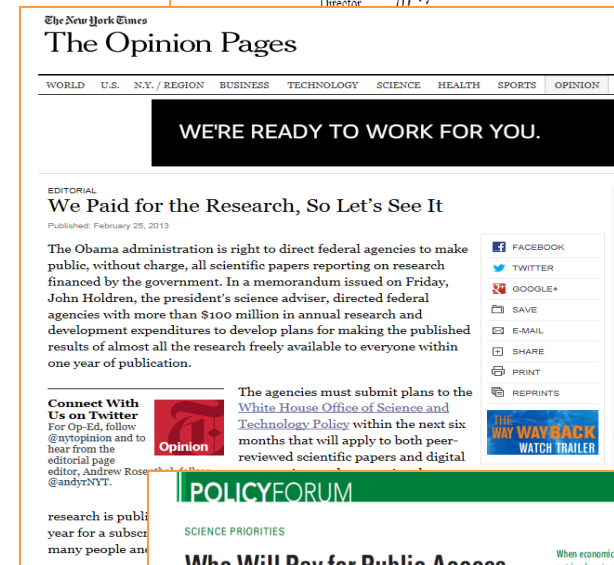 Director
The New York Times
The Opinion Pages
WORLD U.S. N.Y. / REGION BUSINESS TECHNOLOGY SCIENCE HEALTH SPORTS OPINION
WE'RE READY TO WORK FOR YOU.
EDITORIAL
We Paid for the Research, So Let's See It
Published: February 25, 2013
The Obama administration is right to direct federal agencies to make
public, without charge, all scientific papers reporting on research
financed by the government. In a memorandum issued on Friday,
John Holdren, the president's science adviser, directed federal
agencies with more than $100 million in annual research and
development expenditures to develop plans for making the published
results of almost all the research freely available to everyone within
one year of publication.
FACEBOOK
TWITTER
GOOGLE+
SAVE
E-MAIL
SHARE
PRINT
REPRINTS
THE
WAY WAY BACK
WATCH TRAILER
Connect With
Us on Twitter
For Op-Ed, follow
@nytopinion and to
hear from the
editorial page
editor, Andrew
@andyrNYT.
Opinion
The agencies must submit plans to the
White House Office of Science and
Technology Policy within the next six
months that will apply to both peer-
reviewed scientific papers and digital
research is publi
year for a subscr
many people and
POLICYFORUM
SCIENCE PRIORITIES
Who Will Pay for Public Access
When economic